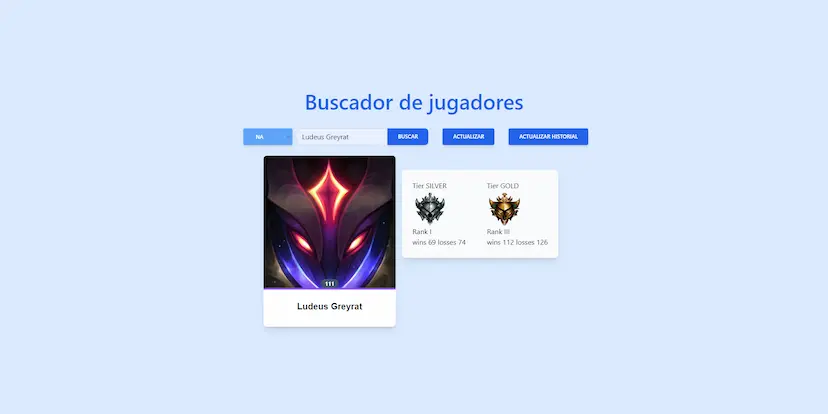 Buscador de jugadores
NA
Ludeus Greyrat
BUSCAR
ACTUALIZAR
ACTUALIZAR HISTORIAL
111
Ludeus Greyrat
Tier SILVER
Rank I
wins 69 losses 74
Tier GOLD
Rank III
wins 112 losses 126